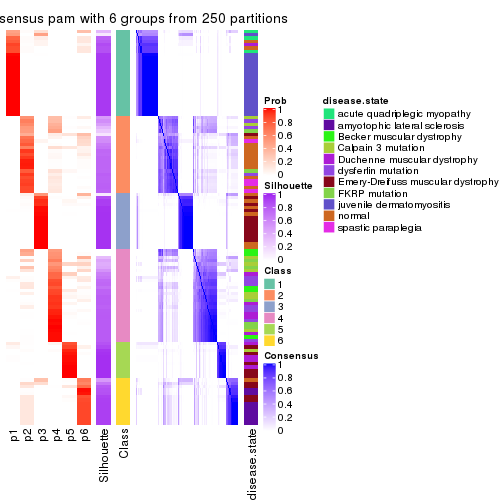 sensus pam with 6 groups from 250 partitions
Prob
1
0.8
0.6
0.4
0.2
0
Silhouette
1
0.8
0.6
0.4
0.2
0
Class
1
2
3
4
5
6
Consensus
1
0.8
0.6
0.4
0.2
0
disease.state
acute quadriplegic myopathy
amyotophic lateral sclerosis
Becker muscular dystrophy
Calpain 3 mutation
Duchenne muscular dystrophy
dysferlin mutation
Emery-Dreifuss muscular dystrophy
FKRP mutation
juvenile dermatomyositis
normal
spastic paraplegia
p1
p2
p3
p4
p5
p6
Silhouette
Class
disease.state